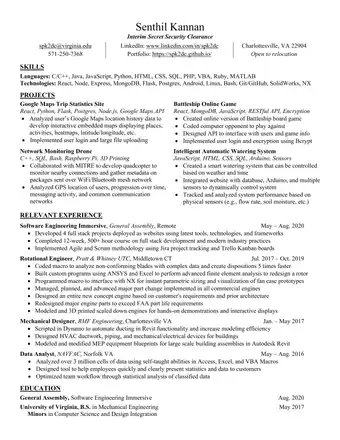 Senthil Kannan
Interim Secret Security Clearance
spk2dc@virginia.edu LinkedIn: www.linkedin.com/in/spk2dc Charlottesville, VA 22904
571-250-7368 Portfolio: https://spk2dc.github.io/ Open to relocation
SKILLS
Languages: C/C++, Java, JavaScript, Python, HTML, CSS, SQL, PHP, VBA, Ruby, MATLAB
Technologies: React, Node, Express, MongoDB, Flask, Postgres, Android, Linux, Bash, Git/GitHub, SolidWorks, NX
PROJECTS
Google Maps Trip Statistics Site
React, Python, Flask, Postgres, Node.js, Google Maps API
• Analyzed user's Google Maps location history data to develop interactive embedded maps displaying places, activities, heatmaps, latitude/longitude, etc.
• Implemented user login and large file uploading
Network Monitoring Drone
C++, SQL, Bash, Raspberry Pi, 3D Printing
• Collaborated with MITRE to develop quadcopter to monitor nearby connections and gather metadata on packages sent over WiFi/Bluetooth mesh network
• Analyzed GPS location of users, progression over time, messaging activity, and common communication networks
Battleship Online Game
React, MongoDB, JavaScript, RESTful API, Encryption
• Created online version of Battleship board game
• Coded computer opponent to play against
• Designed API to interface with users and game info
• Implemented user login and encryption using Bcrypt
Intelligent Automatic Watering System
JavaScript, HTML, CSS, SQL, Arduino, Sensors
• Created a smart watering system that can be controlled based on weather and time
• Integrated website with database, Arduino, and multiple sensors to dynamically control system
• Tracked and analyzed system performance based on physical sensors (e.g., flow rate, soil moisture, etc.)
RELEVANT EXPERIENCE
Software Engineering Immersive, General Assembly, Remote May – Aug. 2020
• Developed 4 full stack projects deployed as websites using latest tools, technologies, and frameworks
• Completed 12-week, 500+ hour course on full stack development and modern industry practices
• Implemented Agile and Scrum methodology using Jira project tracking and Trello Kanban boards
Rotational Engineer, Pratt & Whitney UTC, Middletown CT Jul. 2017 – Oct. 2019
• Coded macro to analyze non-conforming blades with complex data and create dispositions 5 times faster
• Built custom programs using ANSYS and Excel to perform advanced finite element analysis to redesign a rotor
• Programmed macro to interface with NX for instant parametric sizing and visualization of fan case prototypes
• Managed, planned, and advanced major part changed implemented in all commercial engines
• Designed an entire new concept engine based on customer's requirements and prior architecture
• Redesigned major engine parts to exceed FAA part life requirements
• Modeled and 3D printed scaled down engines for hands-on demonstrations and interacting prototypes
Mechanical Designer, RMF Engineering, Charlottesville VA Jan. – May 2017
• Scripted in Dynamo to automate ducting in Revit functionality and increase modeling efficiency
• Designed HVAC ductwork, piping, and mechanical/electrical devices for buildings
• Modeled and modified MEP equipment blueprints for large scale building assemblies in Autodesk Revit
Data Analyst, NAVFAC, Norfolk VA May – Aug. 2016
• Analyzed over 3 million cells of data using self-taught abilities in Access, Excel, and VBA Macros
• Designed tool to help employees quickly and clearly present statistics and data to customers
• Optimized team workflow through statistical analysis of classified data
EDUCATION
General Assembly, Software Engineering Immersive Aug. 2020
University of Virginia, B.S. in Mechanical Engineering May 2017
Minors in Computer Science and Design Integration